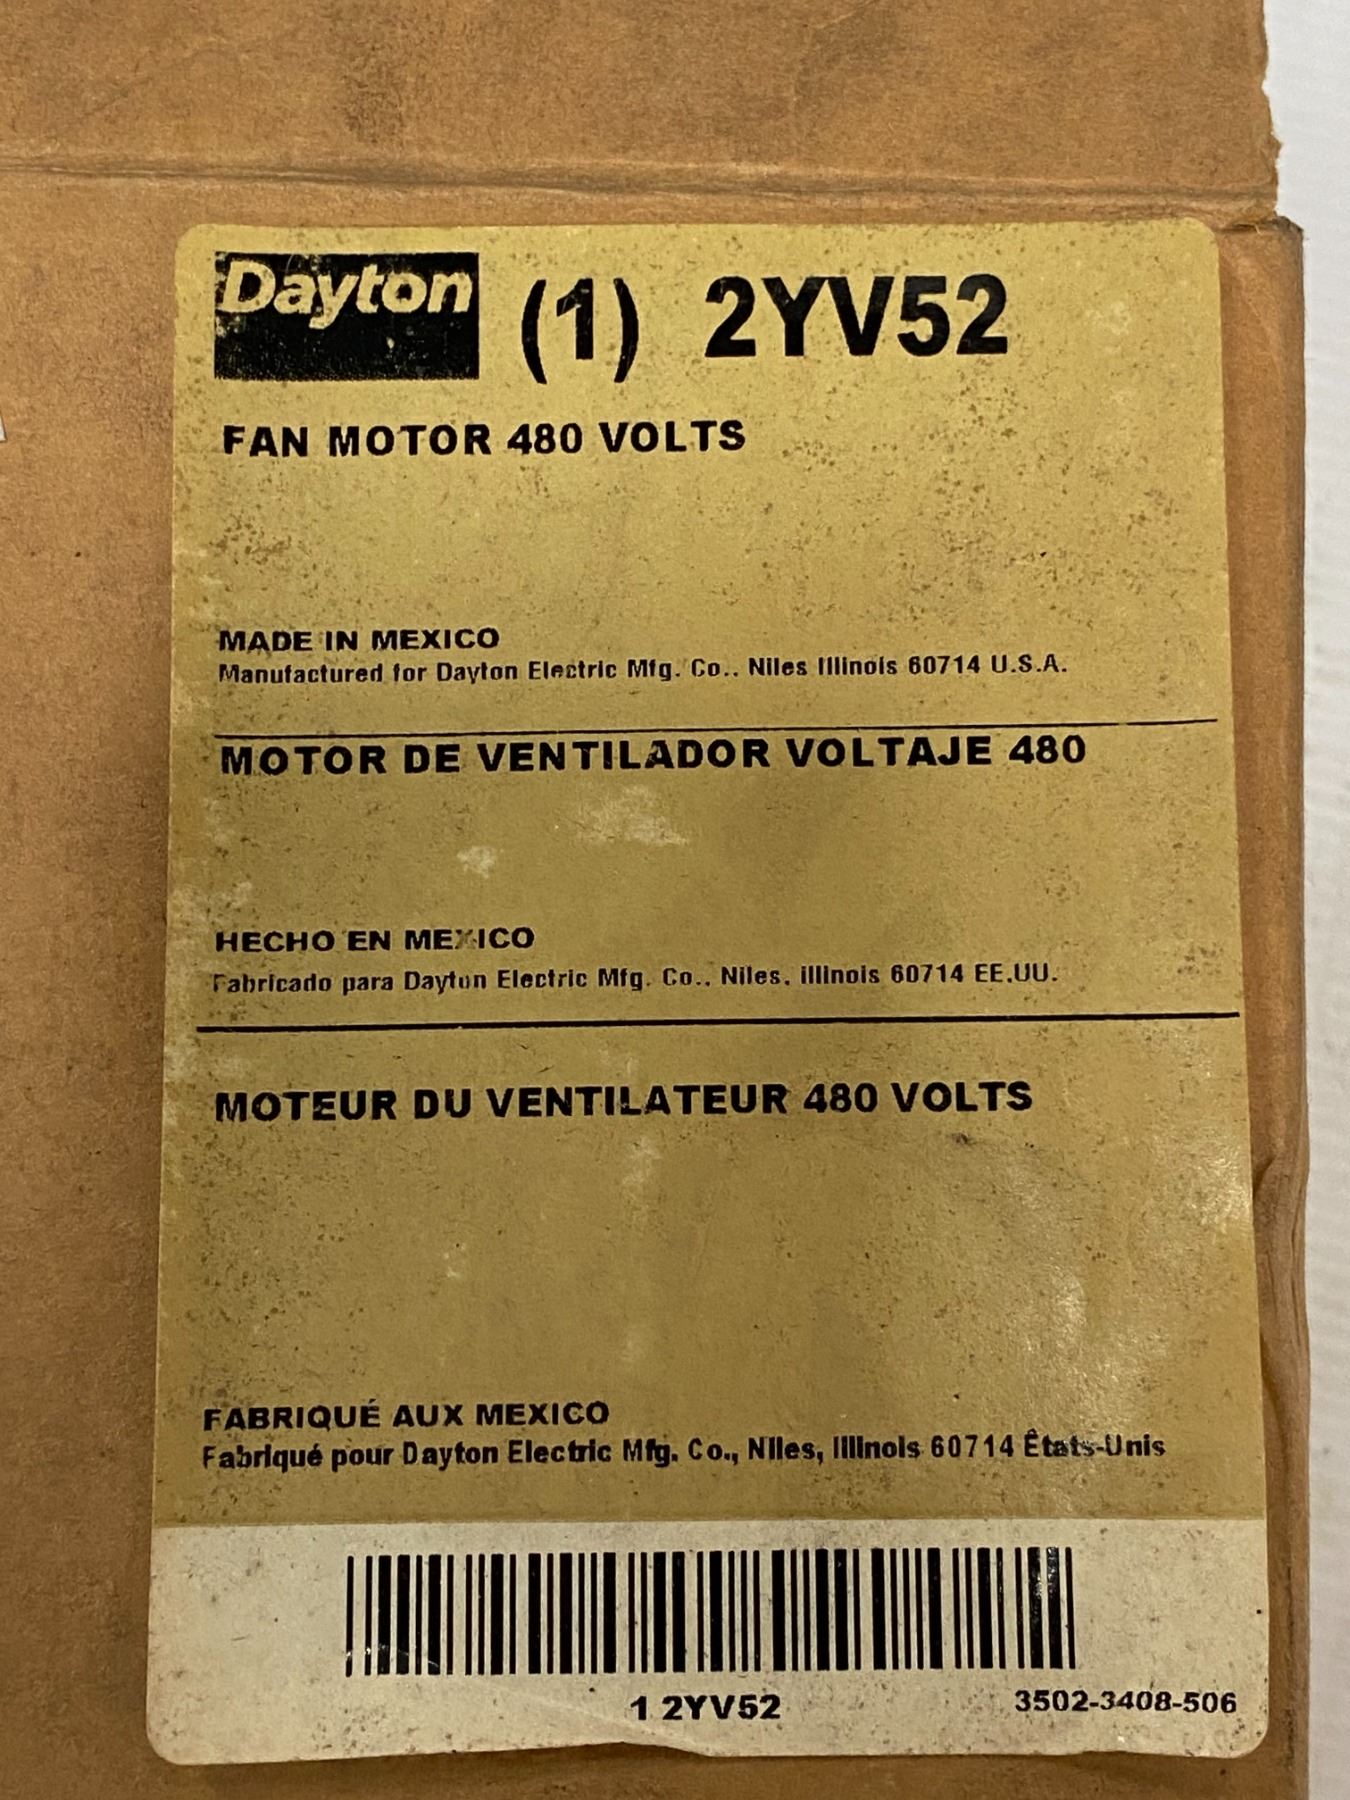 Dayton (1) 2YV52
FAN MOTOR 480 VOLTS
MADE IN MEXICO
Manufactured for Dayton Electric Mfg. Co., Niles Illinois 60714 U.S.A.
MOTOR DE VENTILADOR VOLTAJE 480
HECHO EN MEXICO
Fabricado para Dayton Electric Mfg. Co., Niles, Illinois 60714 EE.UU.
MOTEUR DU VENTILATEUR 480 VOLTS
FABRIQUÉ AUX MEXICO
Fabriqué pour Dayton Electric Mfg. Co., Niles, Illinois 60714 États-Unis
1 2YV52
3502-3408-506